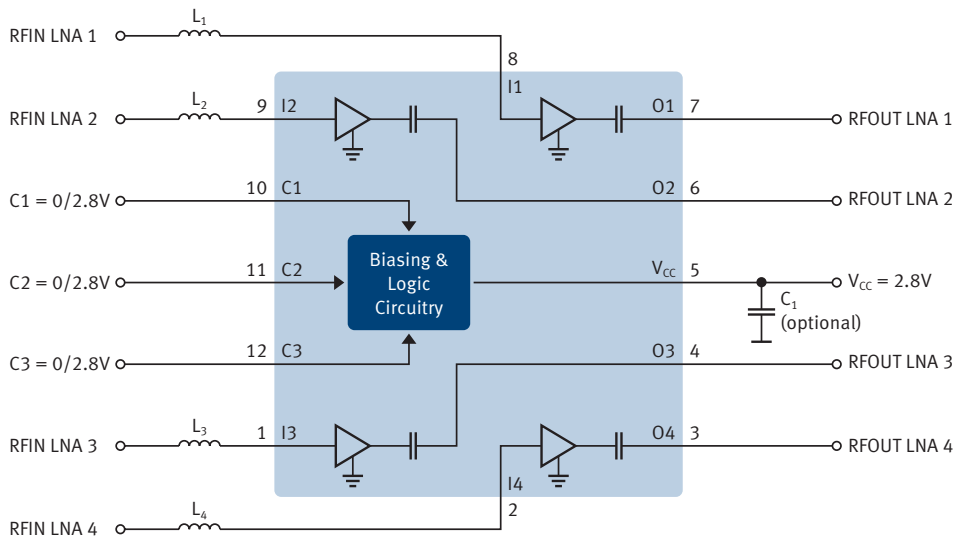 L1
RFIN LNA 1
8
I1
L2
RFIN LNA 2
9 I2
O1 7
RFOUT LNA 1
10 C1
C1 = 0/2.8V
O2 6
RFOUT LNA 2
Biasing &
Logic
Circuitry
11 C2
C2 = 0/2.8V
VCC 5
VCC = 2.8V
C1
(optional)
12 C3
C3 = 0/2.8V
O3 4
RFOUT LNA 3
L3
RFIN LNA 3
1 I3
O4 3
RFOUT LNA 4
I4
2
L4
RFIN LNA 4